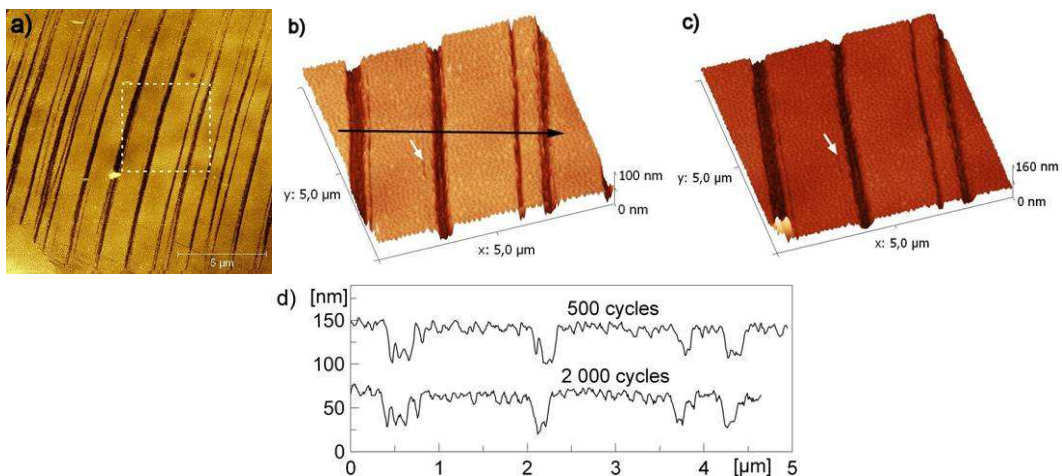 a)
5 µm
b)
y: 5,0 µm
x: 5,0 µm
100 nm
0 nm
c)
y: 5,0 µm
x: 5,0 µm
160 nm
0 nm
d)
[nm]
150
100
50
0
500 cycles
2 000 cycles
0 1 2 3 4 [µm] 5